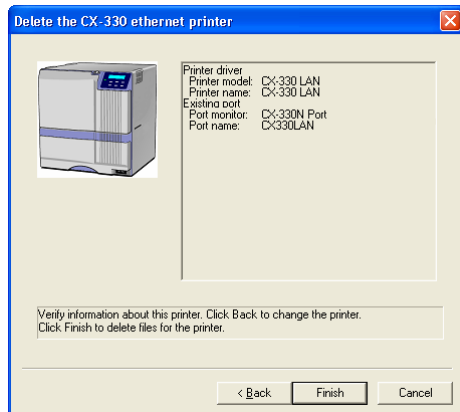 Delete the CX-330 ethernet printer
Printer driver
Printer model: CX-330 LAN
Printer name: CX-330 LAN
Existing port
Port monitor: CX-330N Port
Port name: CX330LAN
Verify information about this printer. Click Back to change the printer.
Click Finish to delete files for the printer.
< Back Finish Cancel